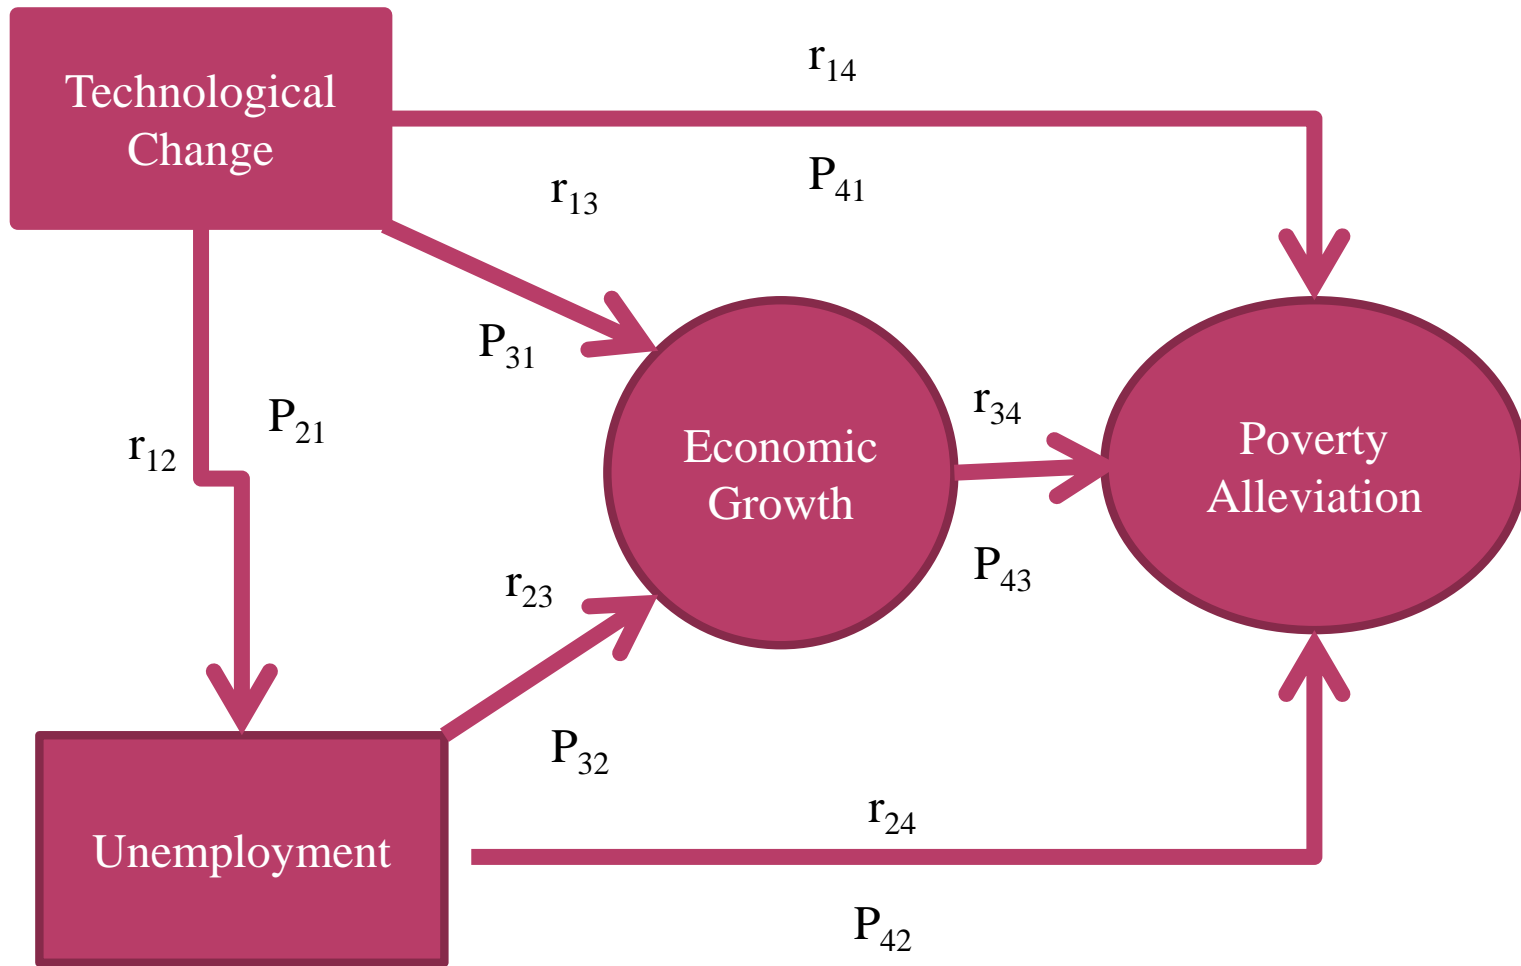 Technological
Change
r14
P41
r13
P31
r12
P21
Economic
Growth
r34
P43
Poverty
Alleviation
r23
P32
Unemployment
r24
P42